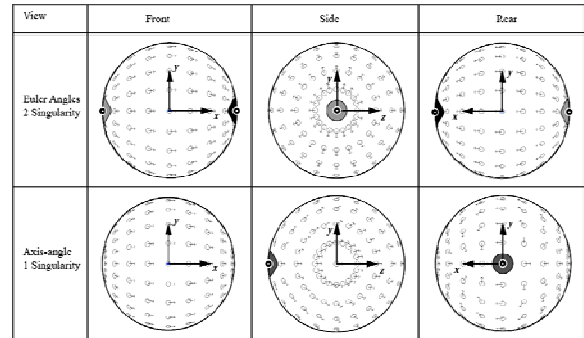 View
Front
Side
Rear
Euler Angles
2 Singularity
y
x
y
z
y
x
Axis-angle
1 Singularity
y
x
y
z
y
x